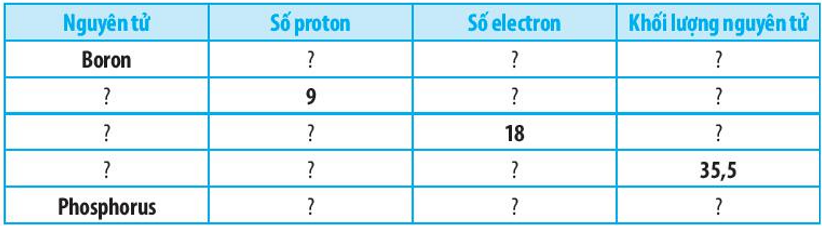 Nguyên tử Số proton Số electron Khối lượng nguyên tử
Boron ? ? ?
? 9 ? ?
? ? 18 ?
? ? ? 35,5
Phosphorus ? ? ?